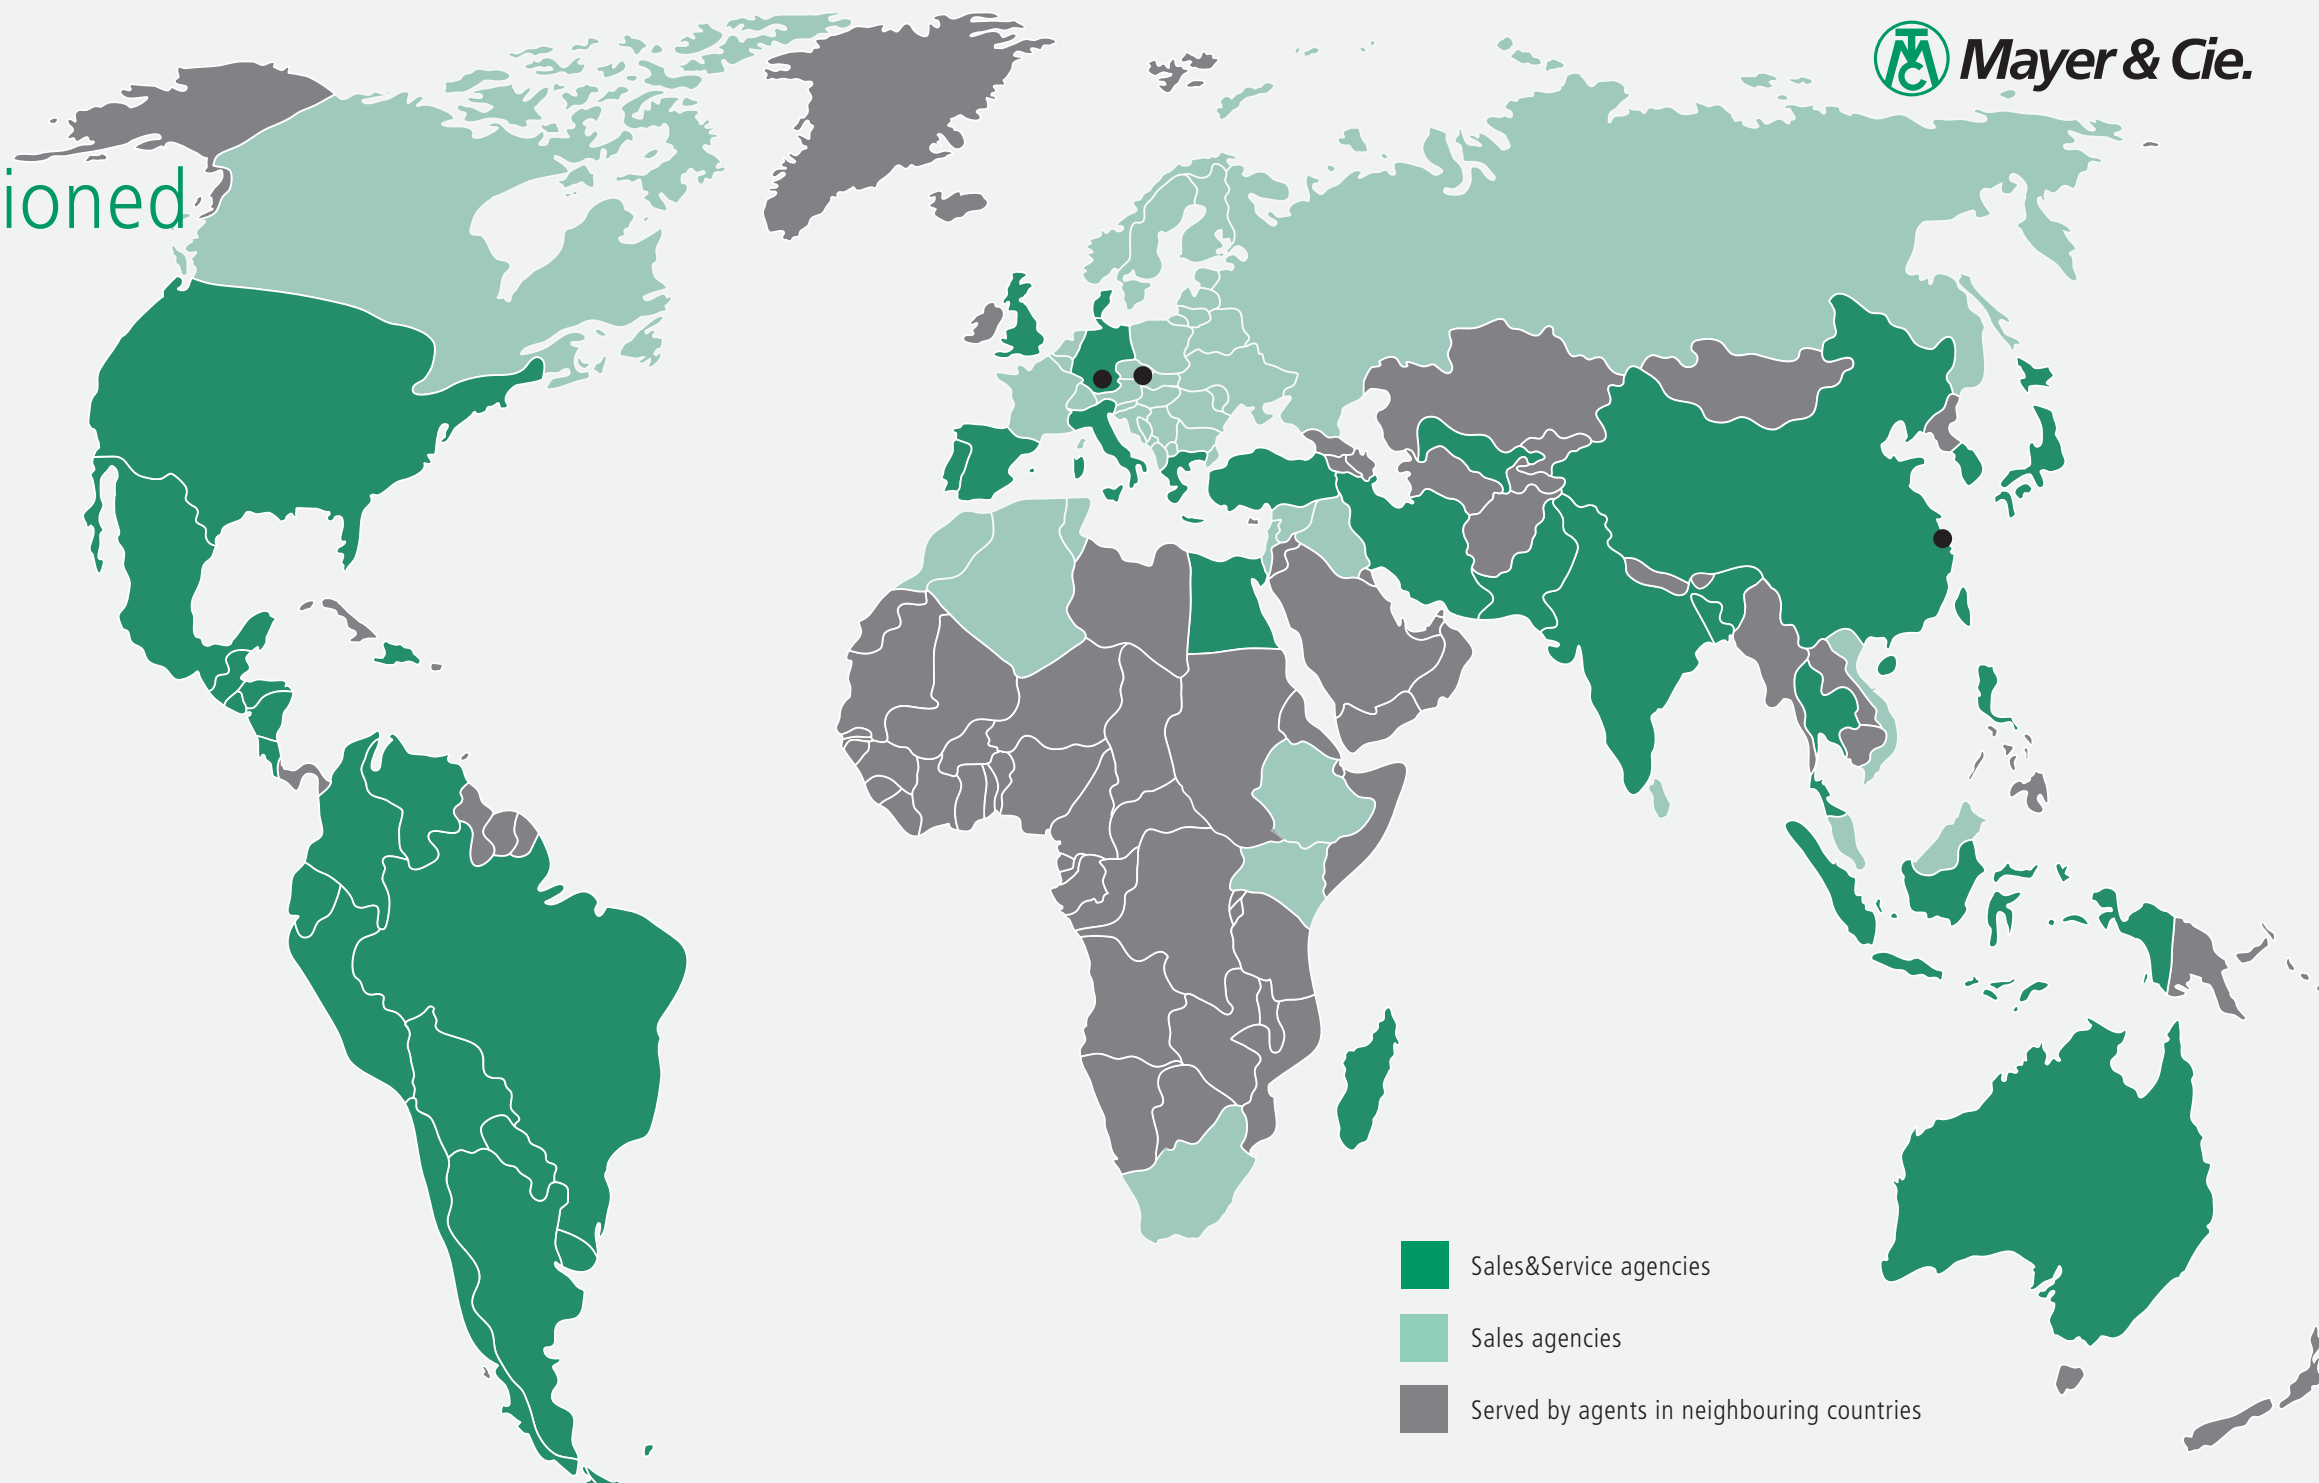 Mayer & Cie.
ioned
Sales&Service agencies
Sales agencies
Served by agents in neighbouring countries